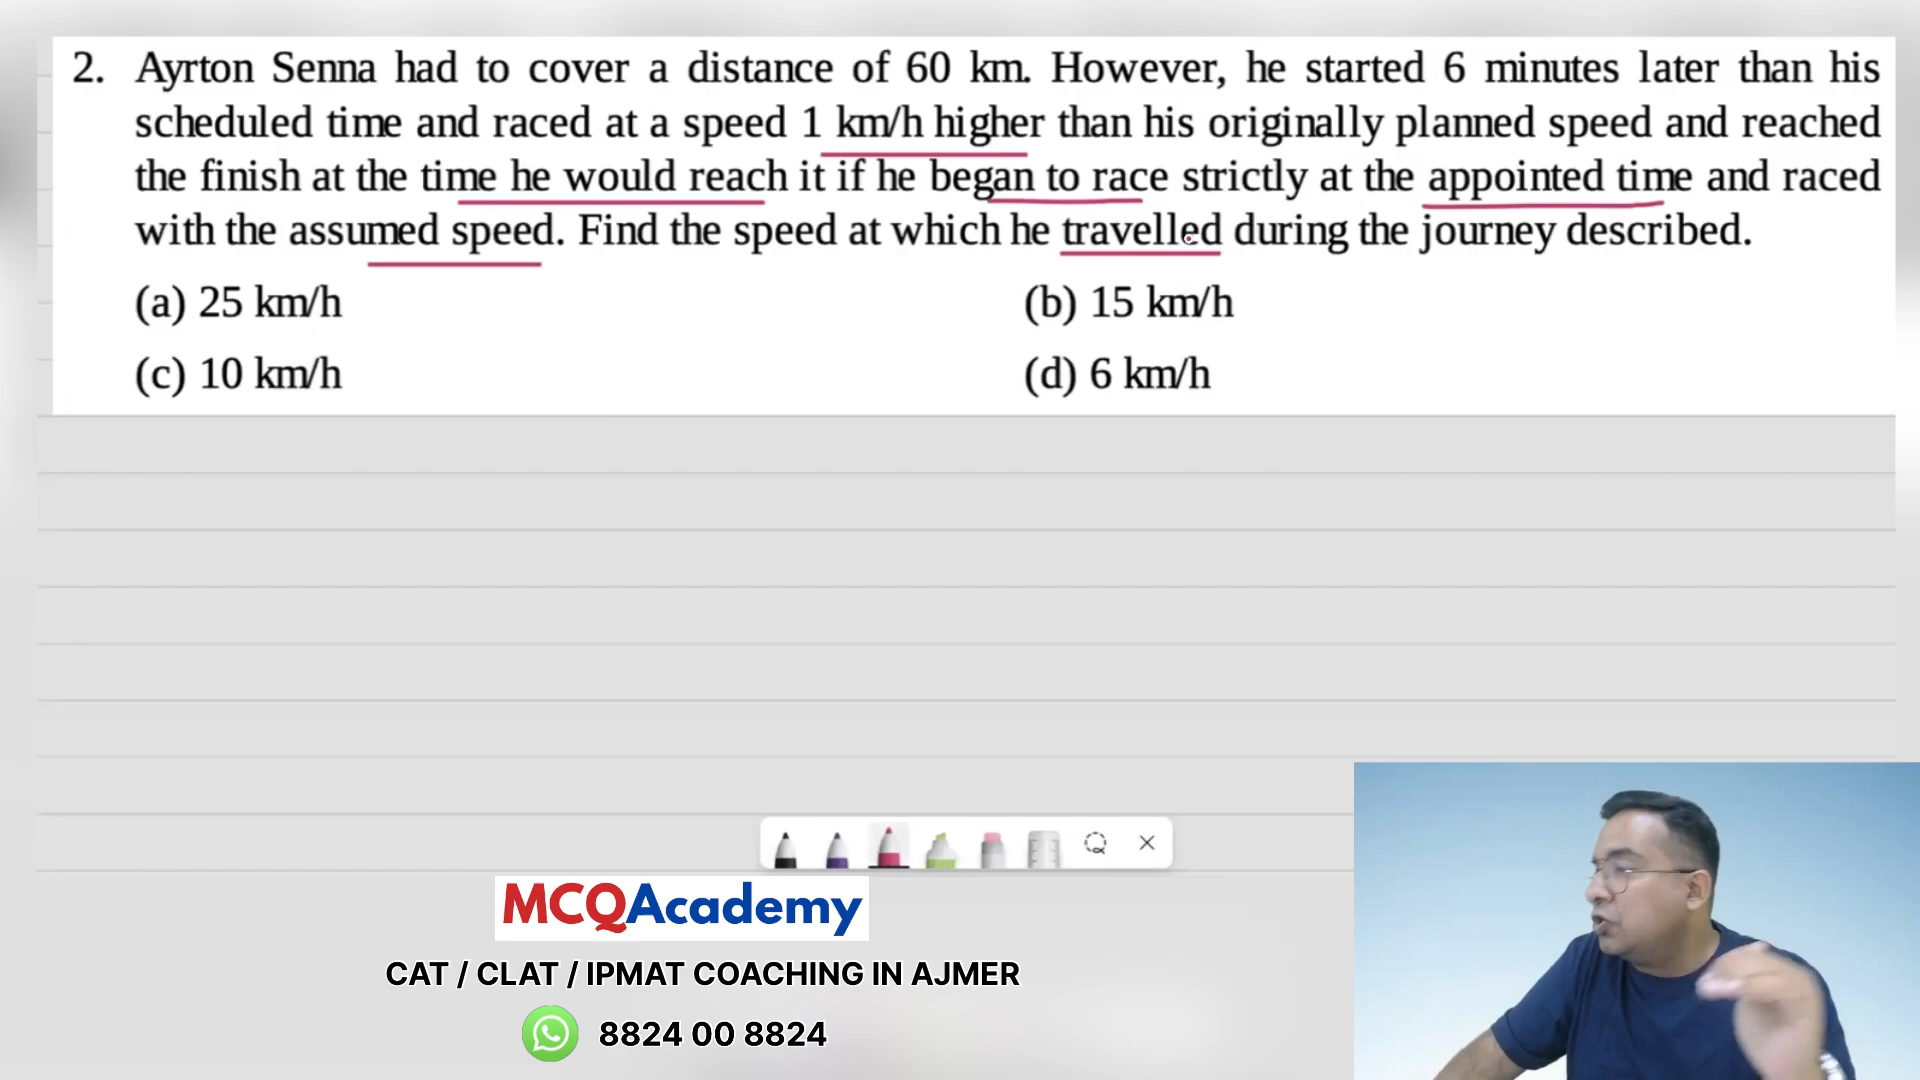 2. Ayrton Senna had to cover a distance of 60 km. However, he started 6 minutes later than his
scheduled time and raced at a speed 1 km/h higher than his originally planned speed and reached
the finish at the time he would reach it if he began to race strictly at the appointed time and raced
with the assumed speed. Find the speed at which he travelled during the journey described.
(a) 25 km/h (b) 15 km/h
(c) 10 km/h (d) 6 km/h
MCQAcademy
CAT / CLAT / IPMAT COACHING IN AJMER
8824 00 8824